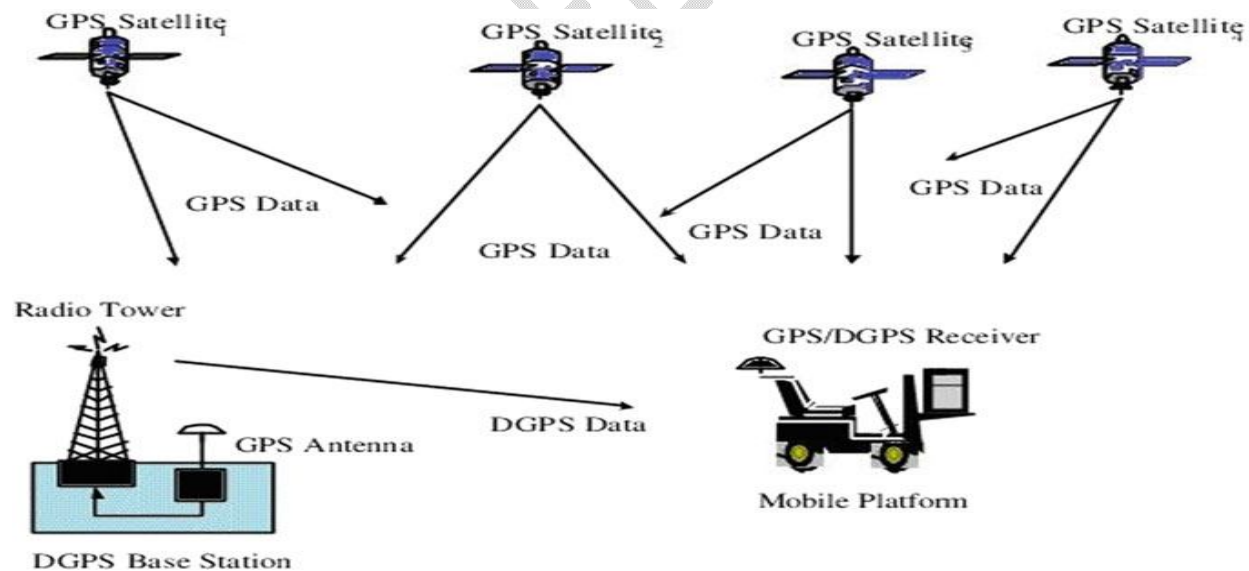 GPS Satellite1
GPS Satellite2
GPS Satellite3
GPS Satellite4
GPS Data
GPS Data
GPS Data
GPS Data
Radio Tower
GPS/DGPS Receiver
DGPS Data
GPS Antenna
Mobile Platform
DGPS Base Station